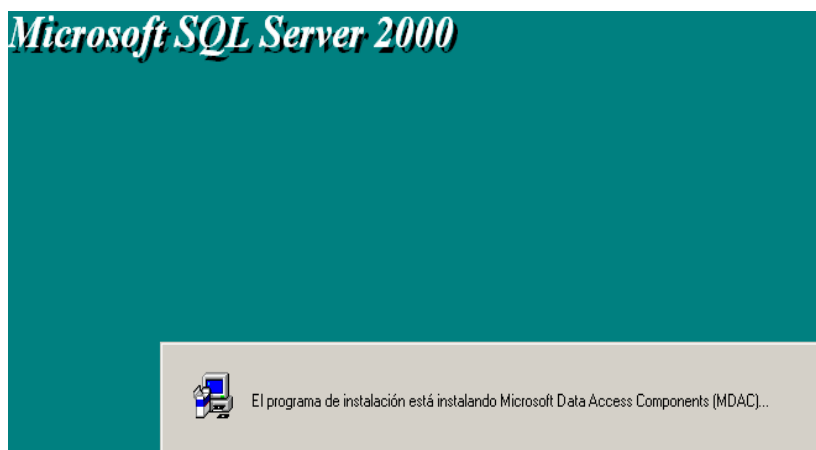 Microsoft SQL Server 2000
El programa de instalación está instalando Microsoft Data Access Components (MDAC)...